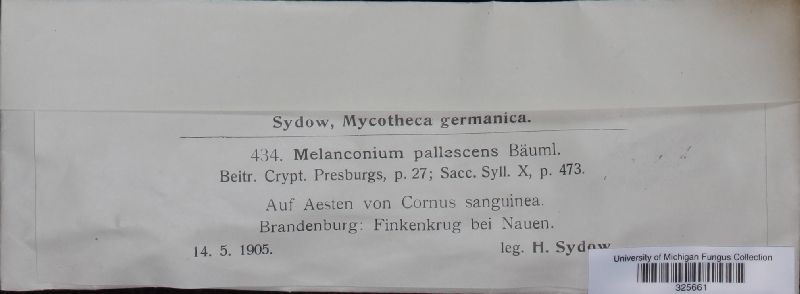 Sydow, Mycotheca germanica.
434. Melanconium pallescens Bäuml.
Beitr. Crypt. Presburgs, p. 27; Sacc. Syll. X, p. 473.
Auf Aesten von Cornus sanguinea.
Brandenburg: Finkenkrug bei Nauen.
14. 5. 1905. leg. H. Sydow
University of Michigan Fungus Collection
325661